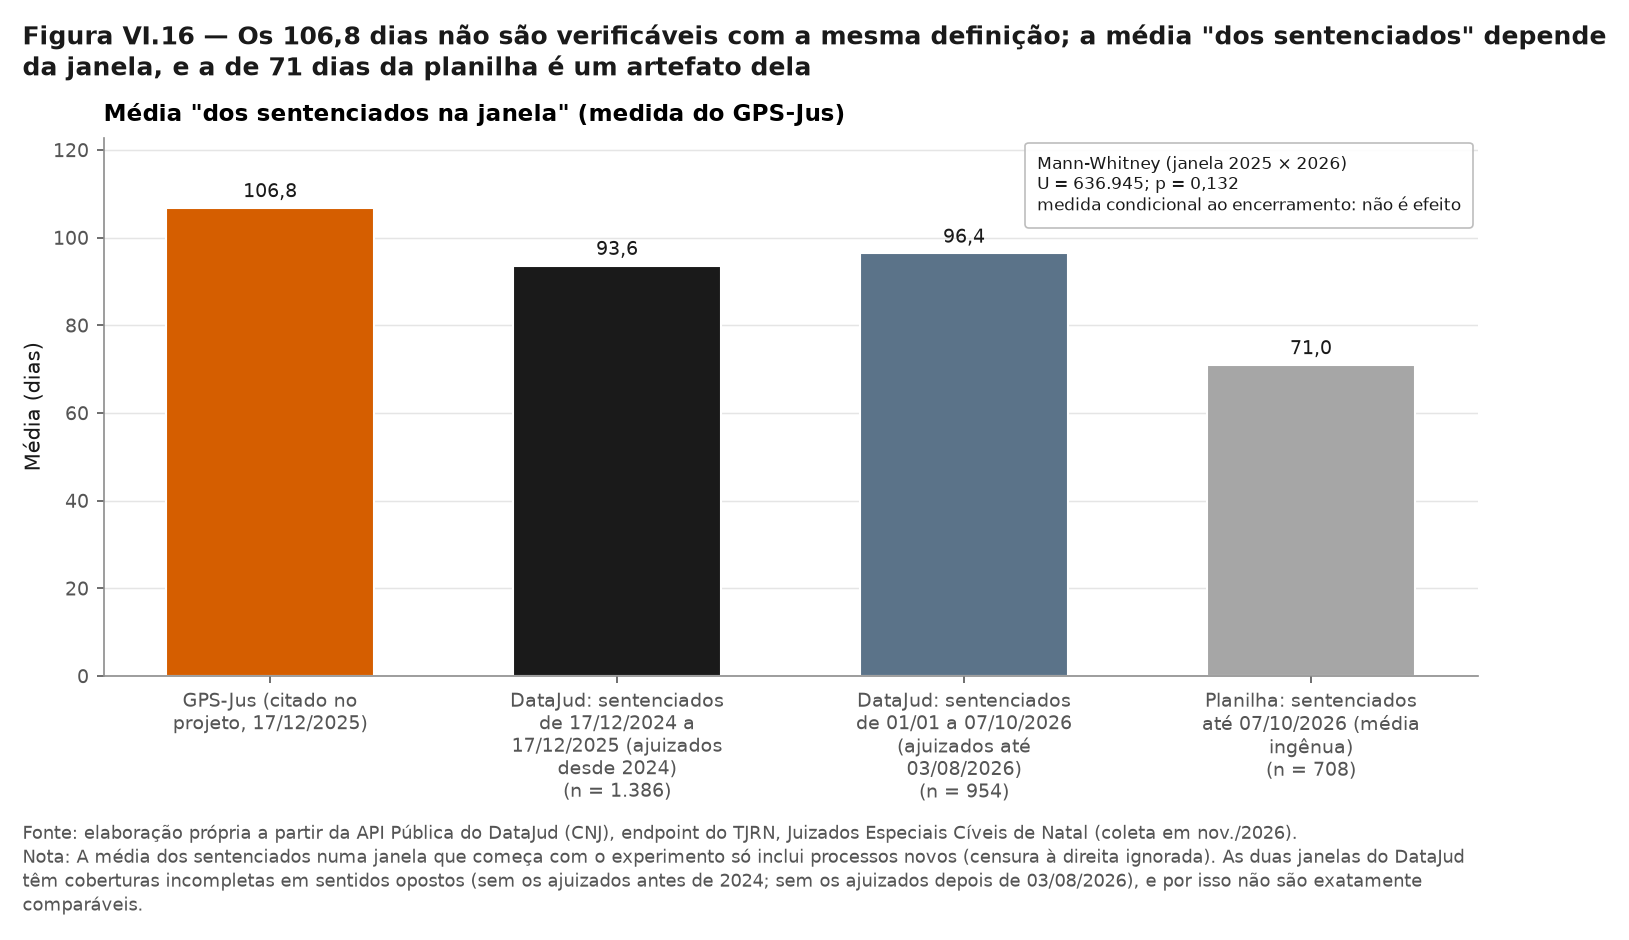 Figura VI.16 — Os 106,8 dias não são verificáveis com a mesma definição; a média "dos sentenciados" depende
da janela, e a de 71 dias da planilha é um artefato dela
Média "dos sentenciados na janela" (medida do GPS-Jus)
Mann-Whitney (janela 2025 × 2026)
U = 636.945; p = 0,132
medida condicional ao encerramento: não é efeito
Média (dias)
120
100
80
60
40
20
0
106,8
93,6
96,4
71,0
GPS-Jus (citado no
projeto, 17/12/2025)
DataJud: sentenciados
de 17/12/2024 a
17/12/2025 (ajuizados
desde 2024)
(n = 1.386)
DataJud: sentenciados
de 01/01 a 07/10/2026
(ajuizados até
03/08/2026)
(n = 954)
Planilha: sentenciados
até 07/10/2026 (média
ingênua)
(n = 708)
Fonte: elaboração própria a partir da API Pública do DataJud (CNJ), endpoint do TJRN, Juizados Especiais Cíveis de Natal (coleta em nov./2026).
Nota: A média dos sentenciados numa janela que começa com o experimento só inclui processos novos (censura à direita ignorada). As duas janelas do DataJud
têm coberturas incompletas em sentidos opostos (sem os ajuizados antes de 2024; sem os ajuizados depois de 03/08/2026), e por isso não são exatamente
comparáveis.